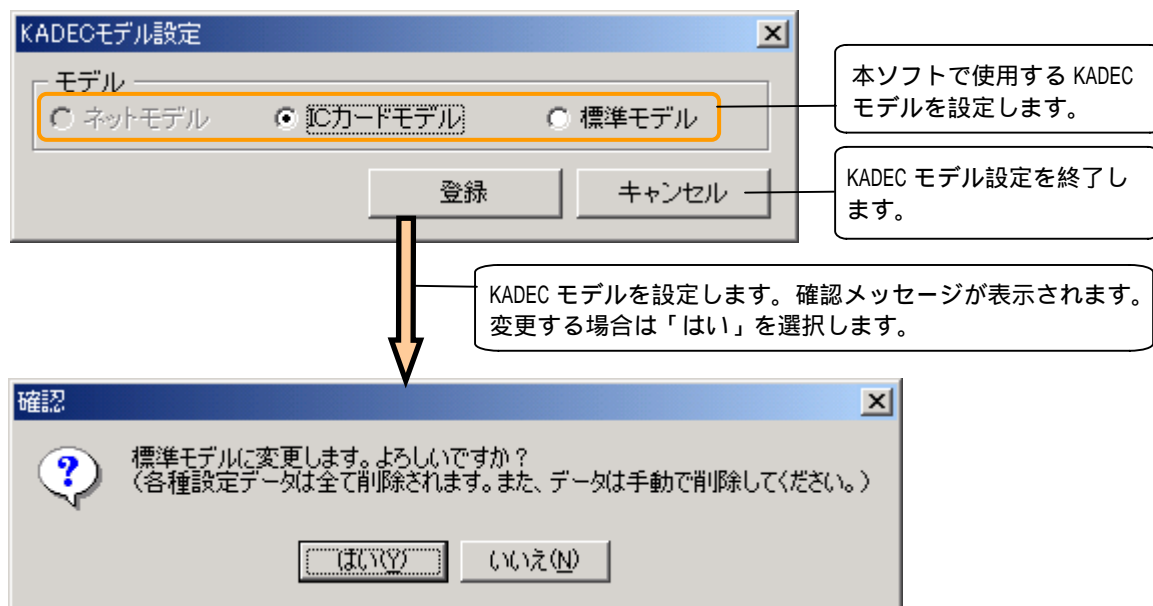 KADECモデル設定
モデル
ネットモデル ICカードモデル 標準モデル
登録 キャンセル
本ソフトで使用する KADEC
モデルを設定します。
KADEC モデル設定を終了し
ます。
KADEC モデルを設定します。確認メッセージが表示されます。
変更する場合は「はい」を選択します。
確認
標準モデルに変更します。よろしいですか？
（各種設定データは全て削除されます。また、データは手動で削除してください。）
はい(Y) いいえ(N)